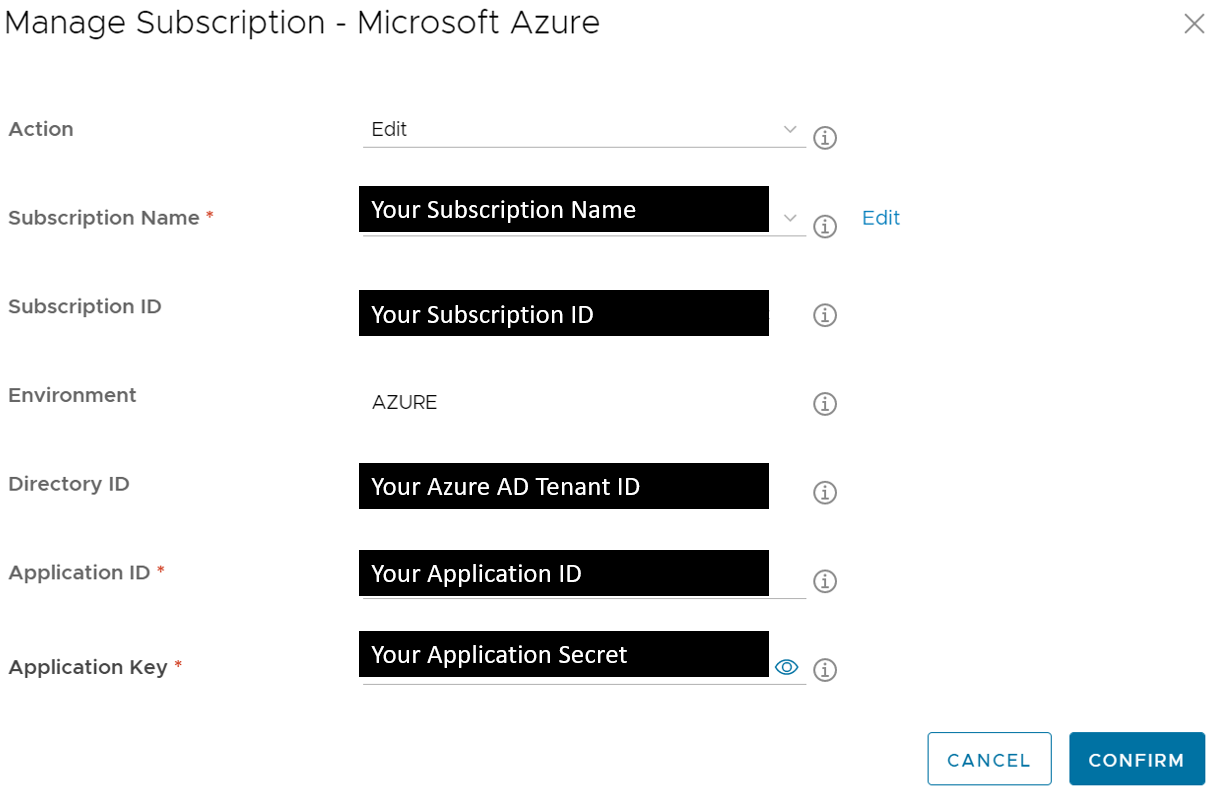 Manage Subscription - Microsoft Azure
Action Edit
Subscription Name * Your Subscription Name Edit
Subscription ID Your Subscription ID
Environment AZURE
Directory ID Your Azure AD Tenant ID
Application ID * Your Application ID
Application Key * Your Application Secret
CANCEL CONFIRM